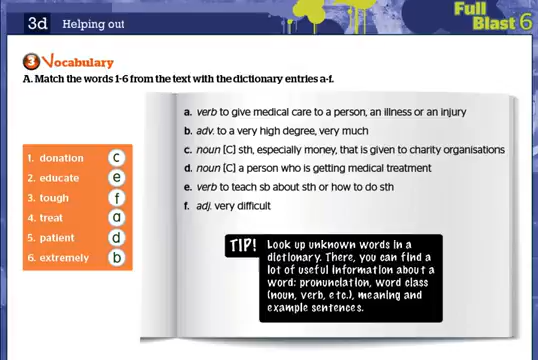 Full
Blast 6
3d Helping out
3 Vocabulary
A. Match the words 1-6 from the text with the dictionary entries a-f.
a. verb to give medical care to a person, an illness or an injury
b. adv. to a very high degree, very much
c. noun [C] sth, especially money, that is given to charity organisations
d. noun [C] a person who is getting medical treatment
e. verb to teach sb about sth or how to do sth
f. adj. very difficult
1. donation c
2. educate e
3. tough f
4. treat a
5. patient d
6. extremely b
TIP! Look up unknown words in a
dictionary. There, you can find a
lot of useful information about a
word: pronunciation, word class
(noun, verb, etc.), meaning and
example sentences.